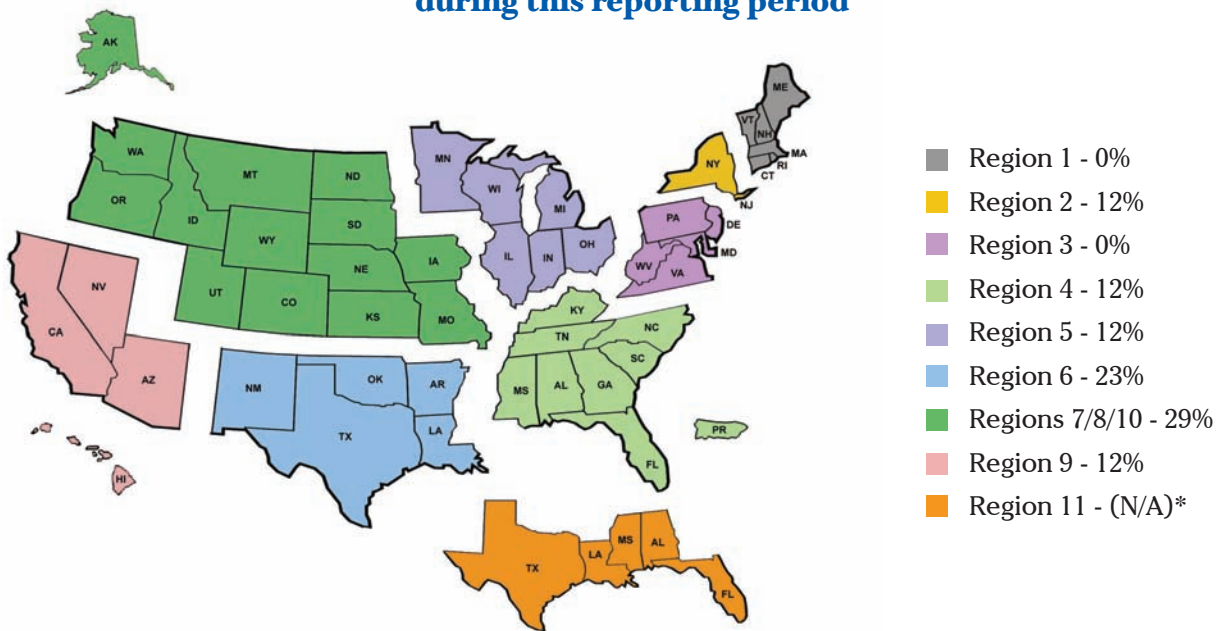 during this reporting period
AK
WA
MT
ND
MN
ME
VT
NH
MA
RI
CT
NY
NJ
OR
ID
SD
WI
MI
WY
PA
DE
MD
IA
NE
IL
IN
OH
WV
VA
NV
UT
CO
KS
MO
KY
CA
TN
NC
AZ
NM
OK
AR
SC
MS
AL
GA
TX
LA
PR
FL
HI
TX
LA
MS
AL
FL
Region 1 - 0%
Region 2 - 12%
Region 3 - 0%
Region 4 - 12%
Region 5 - 12%
Region 6 - 23%
Regions 7/8/10 - 29%
Region 9 - 12%
Region 11 - (N/A)*